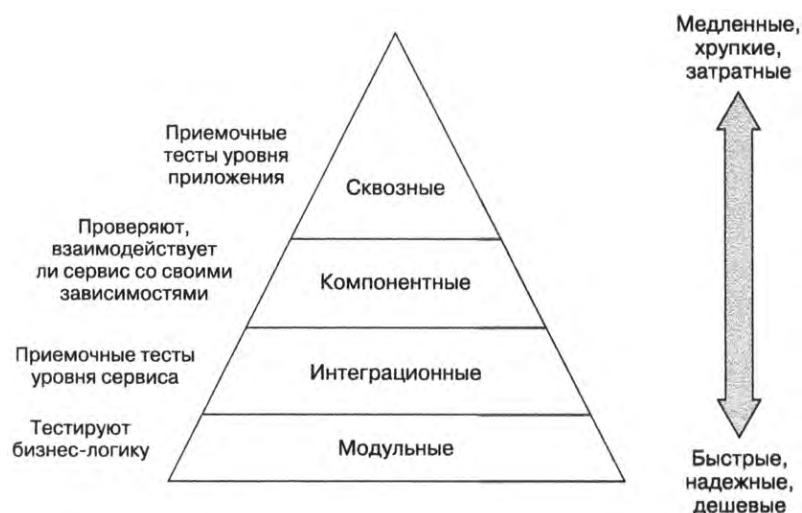 Медленные,
хрупкие,
затратные
Приемочные
тесты уровня
приложения
Сквозные
Проверяют,
взаимодействует
ли сервис со своими
зависимостями
Компонентные
Приемочные тесты
уровня сервиса
Интеграционные
Тестируют
бизнес-логику
Модульные
Быстрые,
надежные,
дешевые